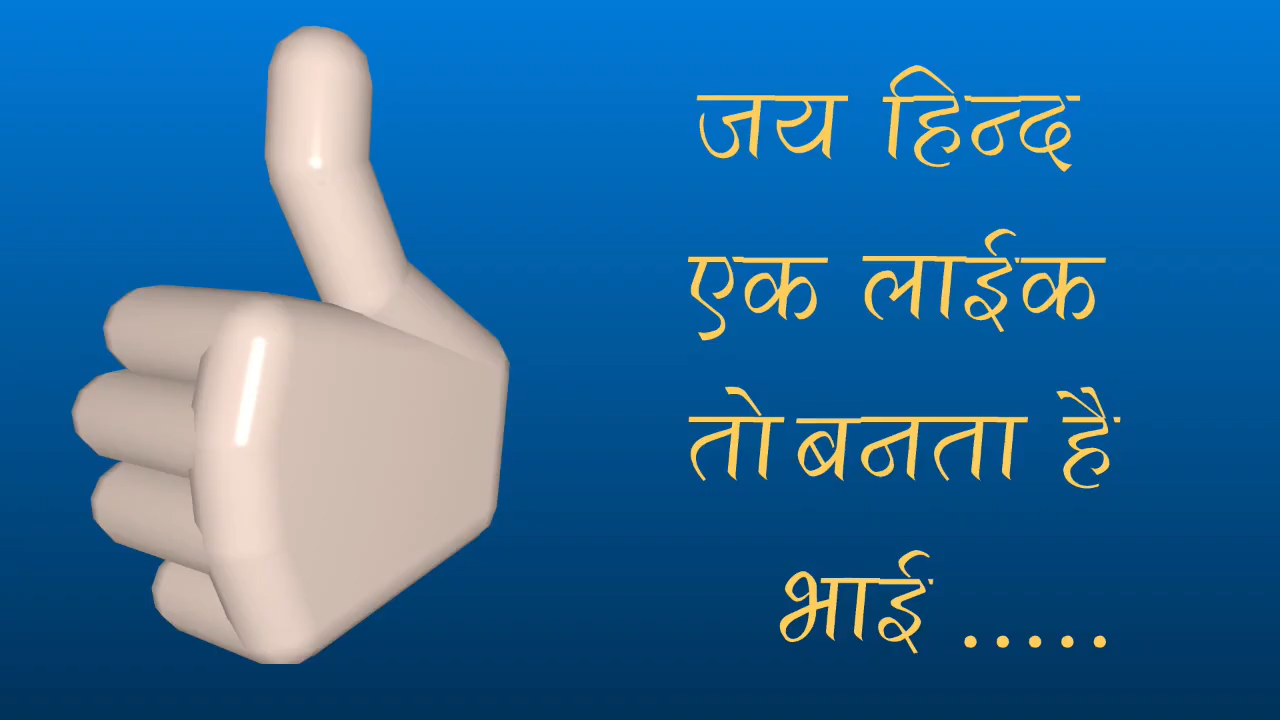 जय हिन्द
एक लाईक
तो बनता है
भाई .....